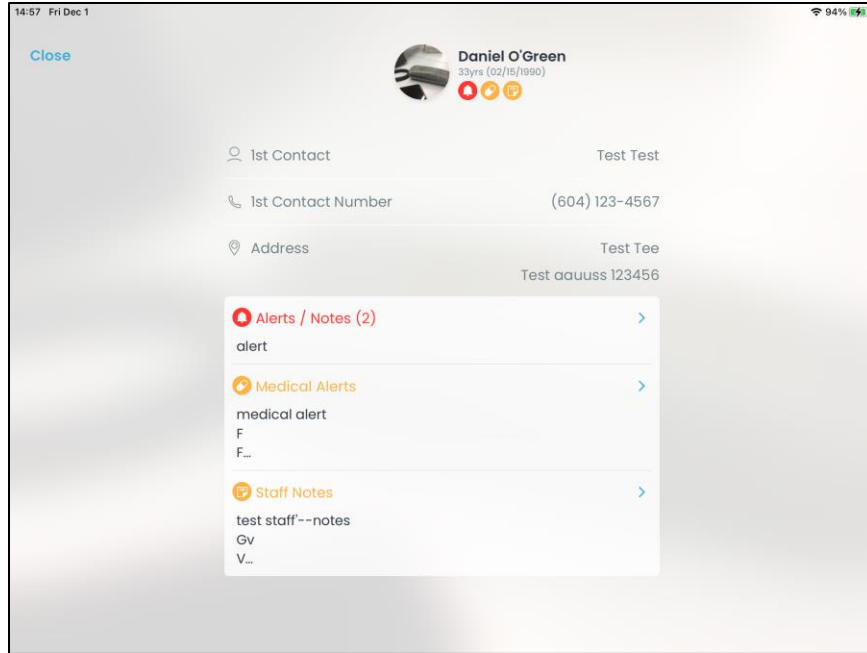 14:57 Fri Dec 1
94%
Close
Daniel O'Green
33yrs (02/15/1990)
1st Contact Test Test
1st Contact Number (604) 123-4567
Address Test Tee
Test aauuss 123456
Alerts / Notes (2)
alert
Medical Alerts
medical alert
F
F...
Staff Notes
test staff'--notes
Gv
V...